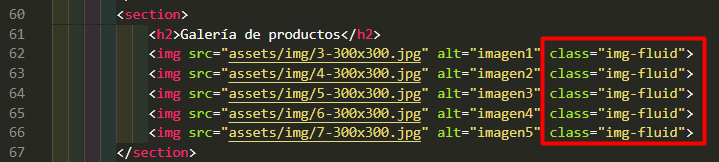 60 <section>
61 <h2>Galería de productos</h2>
62 <img src="assets/img/3-300x300.jpg" alt="imagen1" class="img-fluid">
63 <img src="assets/img/4-300x300.jpg" alt="imagen2" class="img-fluid">
64 <img src="assets/img/5-300x300.jpg" alt="imagen3" class="img-fluid">
65 <img src="assets/img/6-300x300.jpg" alt="imagen4" class="img-fluid">
66 <img src="assets/img/7-300x300.jpg" alt="imagen5" class="img-fluid">
67 </section>